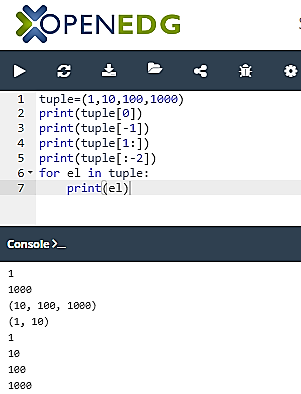 OPENEDG
1 tuple=(1,10,100,1000)
2 print(tuple[0])
3 print(tuple[-1])
4 print(tuple[1:])
5 print(tuple[:-2])
6 for el in tuple:
7     print(el)
Console >_
1
1000
(10, 100, 1000)
(1, 10)
1
10
100
1000